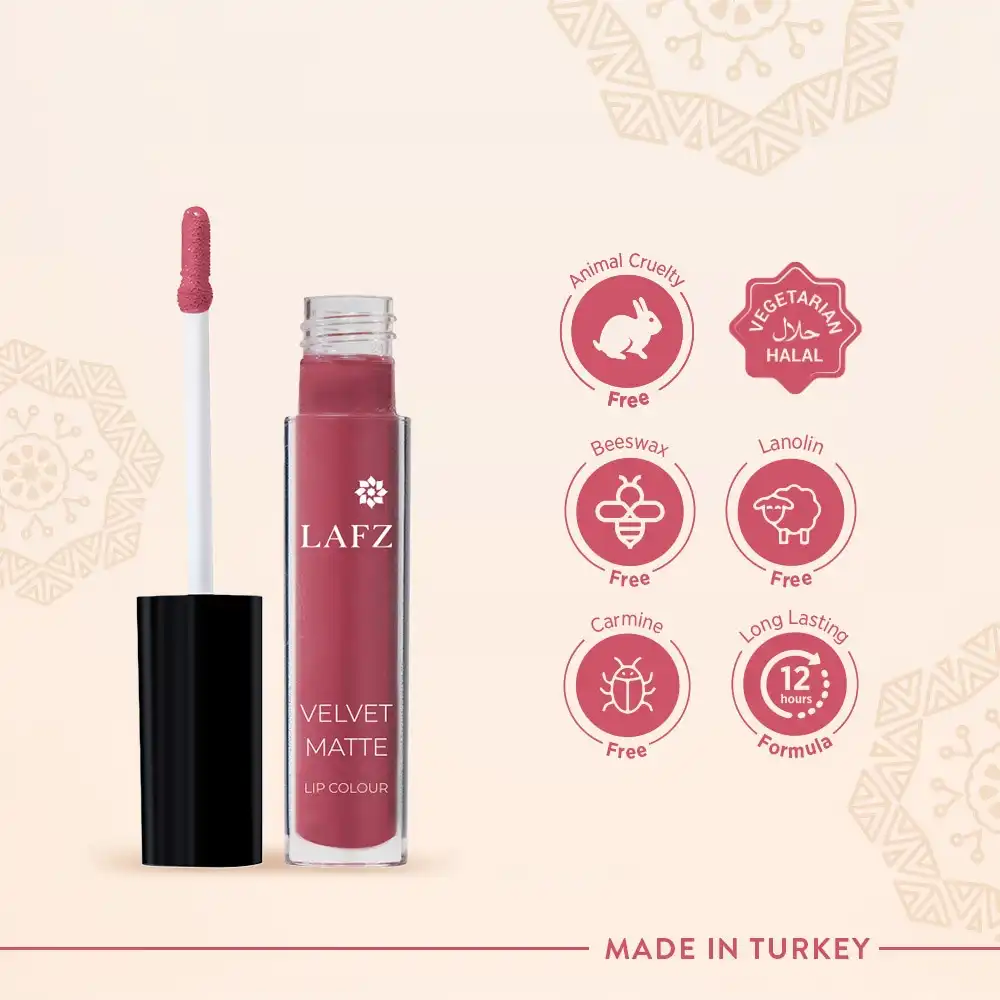 LAFZ
VELVET
MATTE
LIP COLOUR
Animal Cruelty
Free
VEGETARIAN
حلال
HALAL
Beeswax
Free
Lanolin
Free
Carmine
Free
Long Lasting
12
hours
Formula
MADE IN TURKEY